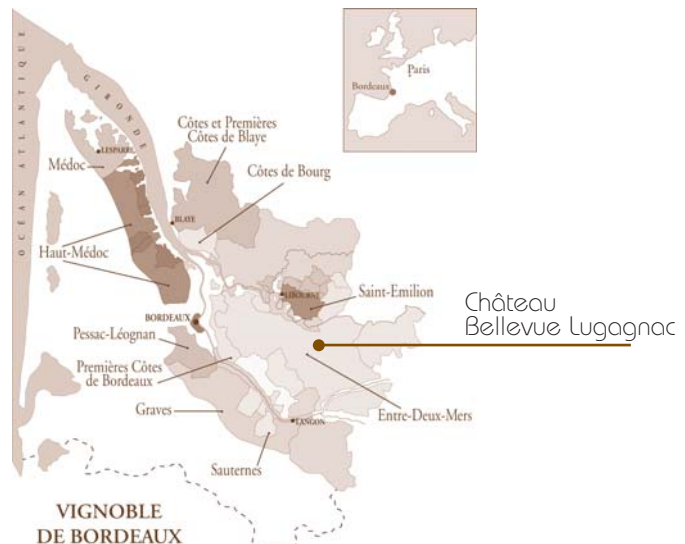 OCÉAN ATLANTIQUE
GIRONDE
Paris
Bordeaux
Côtes et Premières
Côtes de Blaye
LESPARRE
Médoc
Côtes de Bourg
BLAYE
Haut-Médoc
LIBOURNE
Saint-Emilion
Château
Bellevue Lugagnac
BORDEAUX
Pessac-Léognan
Premières Côtes
de Bordeaux
Graves
Entre-Deux-Mers
LANGON
Sauternes
VIGNOBLE
DE BORDEAUX